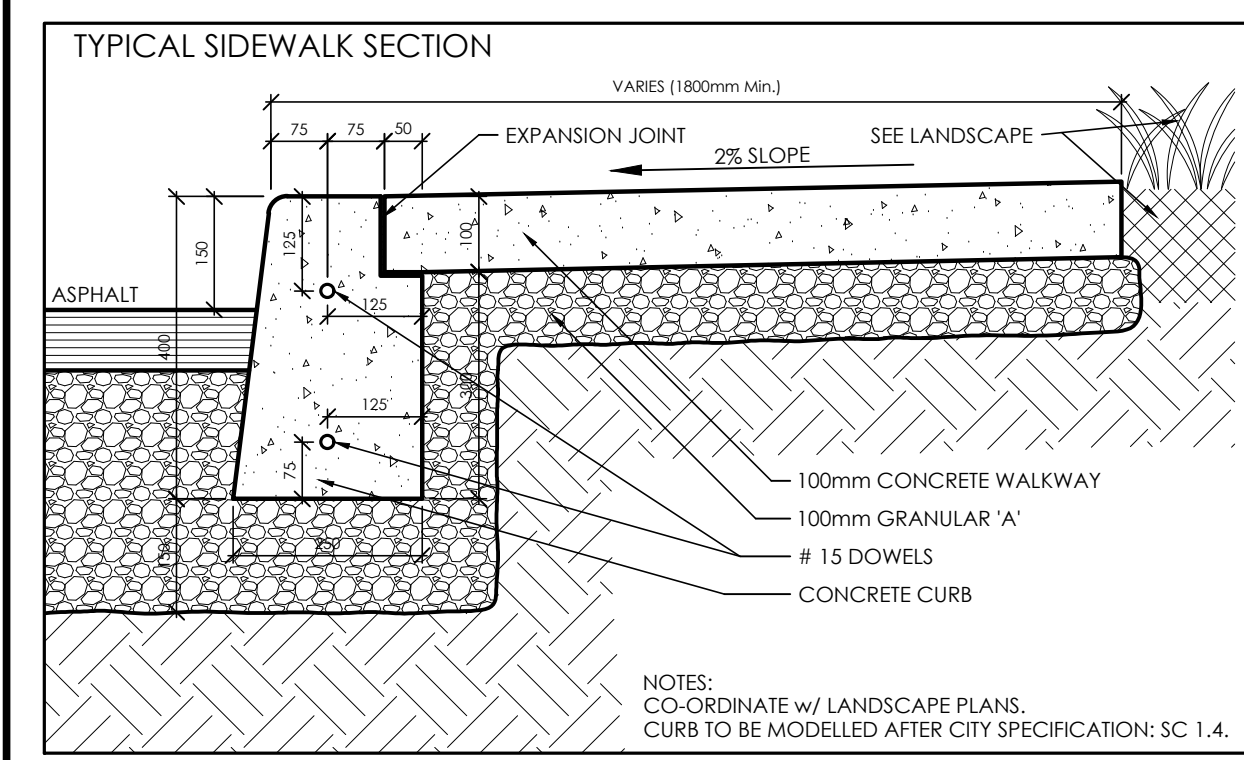 TYPICAL SIDEWALK SECTION
VARIES (1800mm Min.)
75
75
50
EXPANSION JOINT
SEE LANDSCAPE
2% SLOPE
150
125
100
ASPHALT
125
400
300
125
75
100mm CONCRETE WALKWAY
100mm GRANULAR 'A'
# 15 DOWELS
CONCRETE CURB
150
250
NOTES:
CO-ORDINATE w/ LANDSCAPE PLANS.
CURB TO BE MODELLED AFTER CITY SPECIFICATION: SC 1.4.